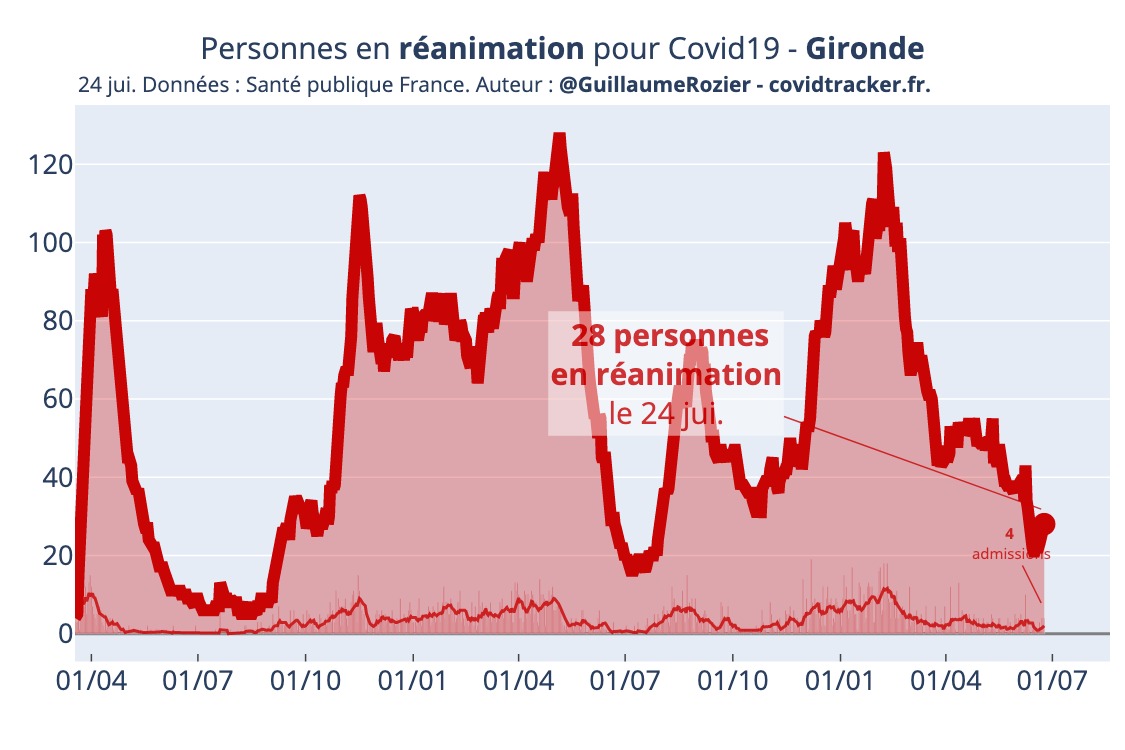 Personnes en réanimation pour Covid19 - Gironde
24 jui. Données : Santé publique France. Auteur : @GuillaumeRozier - covidtracker.fr.
120
100
80
60
40
20
0
28 personnes
en réanimation
le 24 jui.
4
admissions
01/04 01/07 01/10 01/01 01/04 01/07 01/10 01/01 01/04 01/07